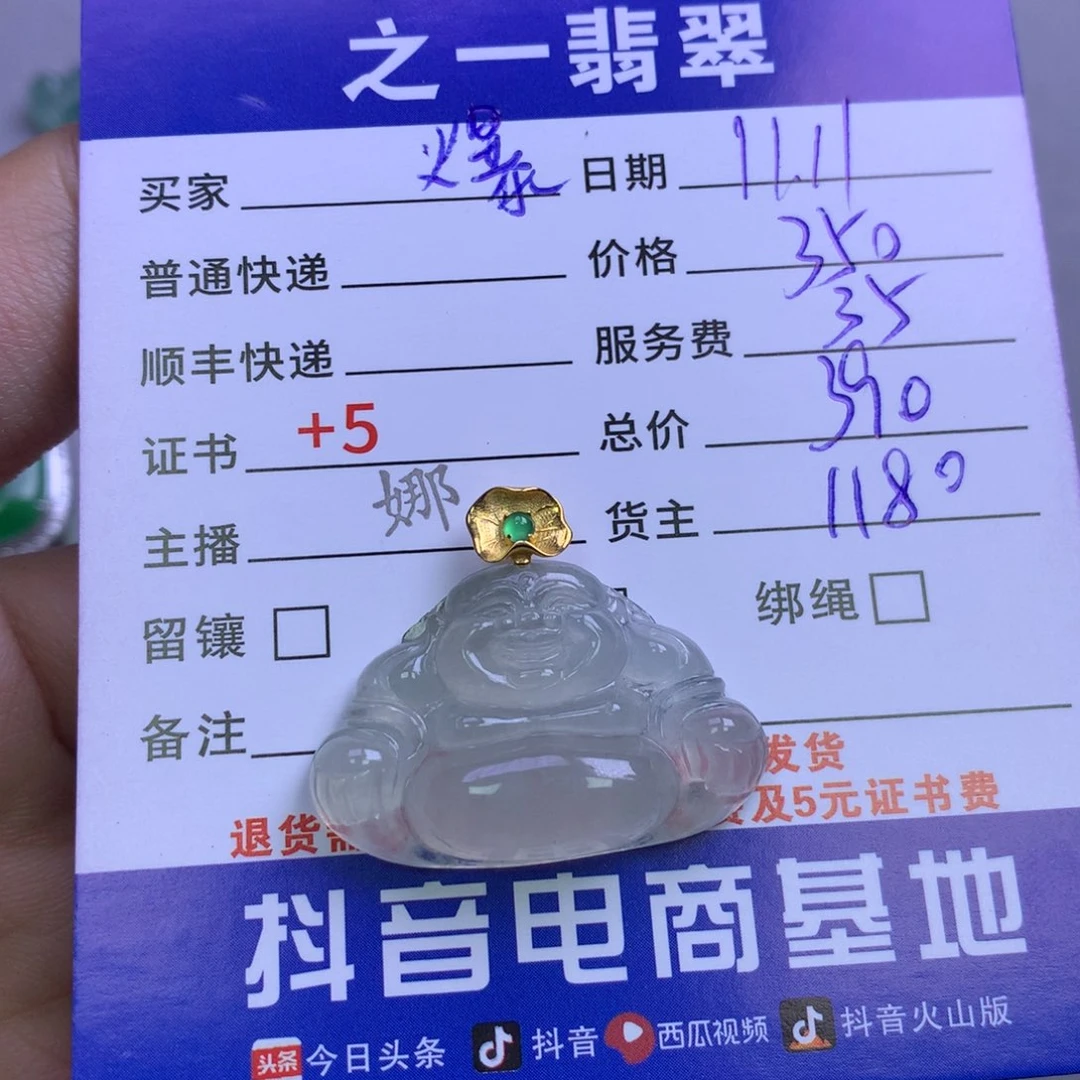 之一翡翠
买家 爆 日期 11.11
普通快递 价格 350
顺丰快递 服务费 35
证书 +5 总价 390
主播 娜 货主 1180
留镶 绑绳
备注
发货
退货 及5元证书费
抖音电商基地
头条 今日头条 抖音 西瓜视频 抖音火山版